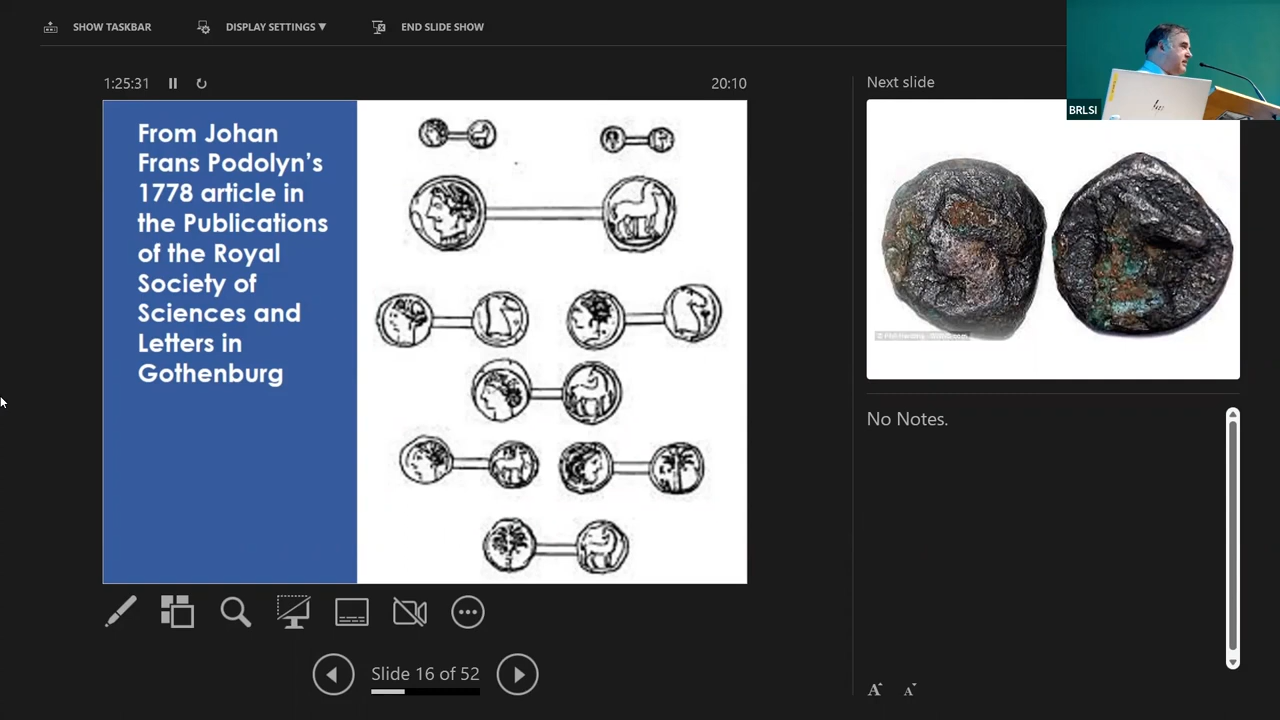 SHOW TASKBAR
DISPLAY SETTINGS ▼
END SLIDE SHOW
BRLSI
1:25:31
20:10
Next slide
From Johan
Frans Podolyn’s
1778 article in
the Publications
of the Royal
Society of
Sciences and
Letters in
Gothenburg
No Notes.
Slide 16 of 52
A A